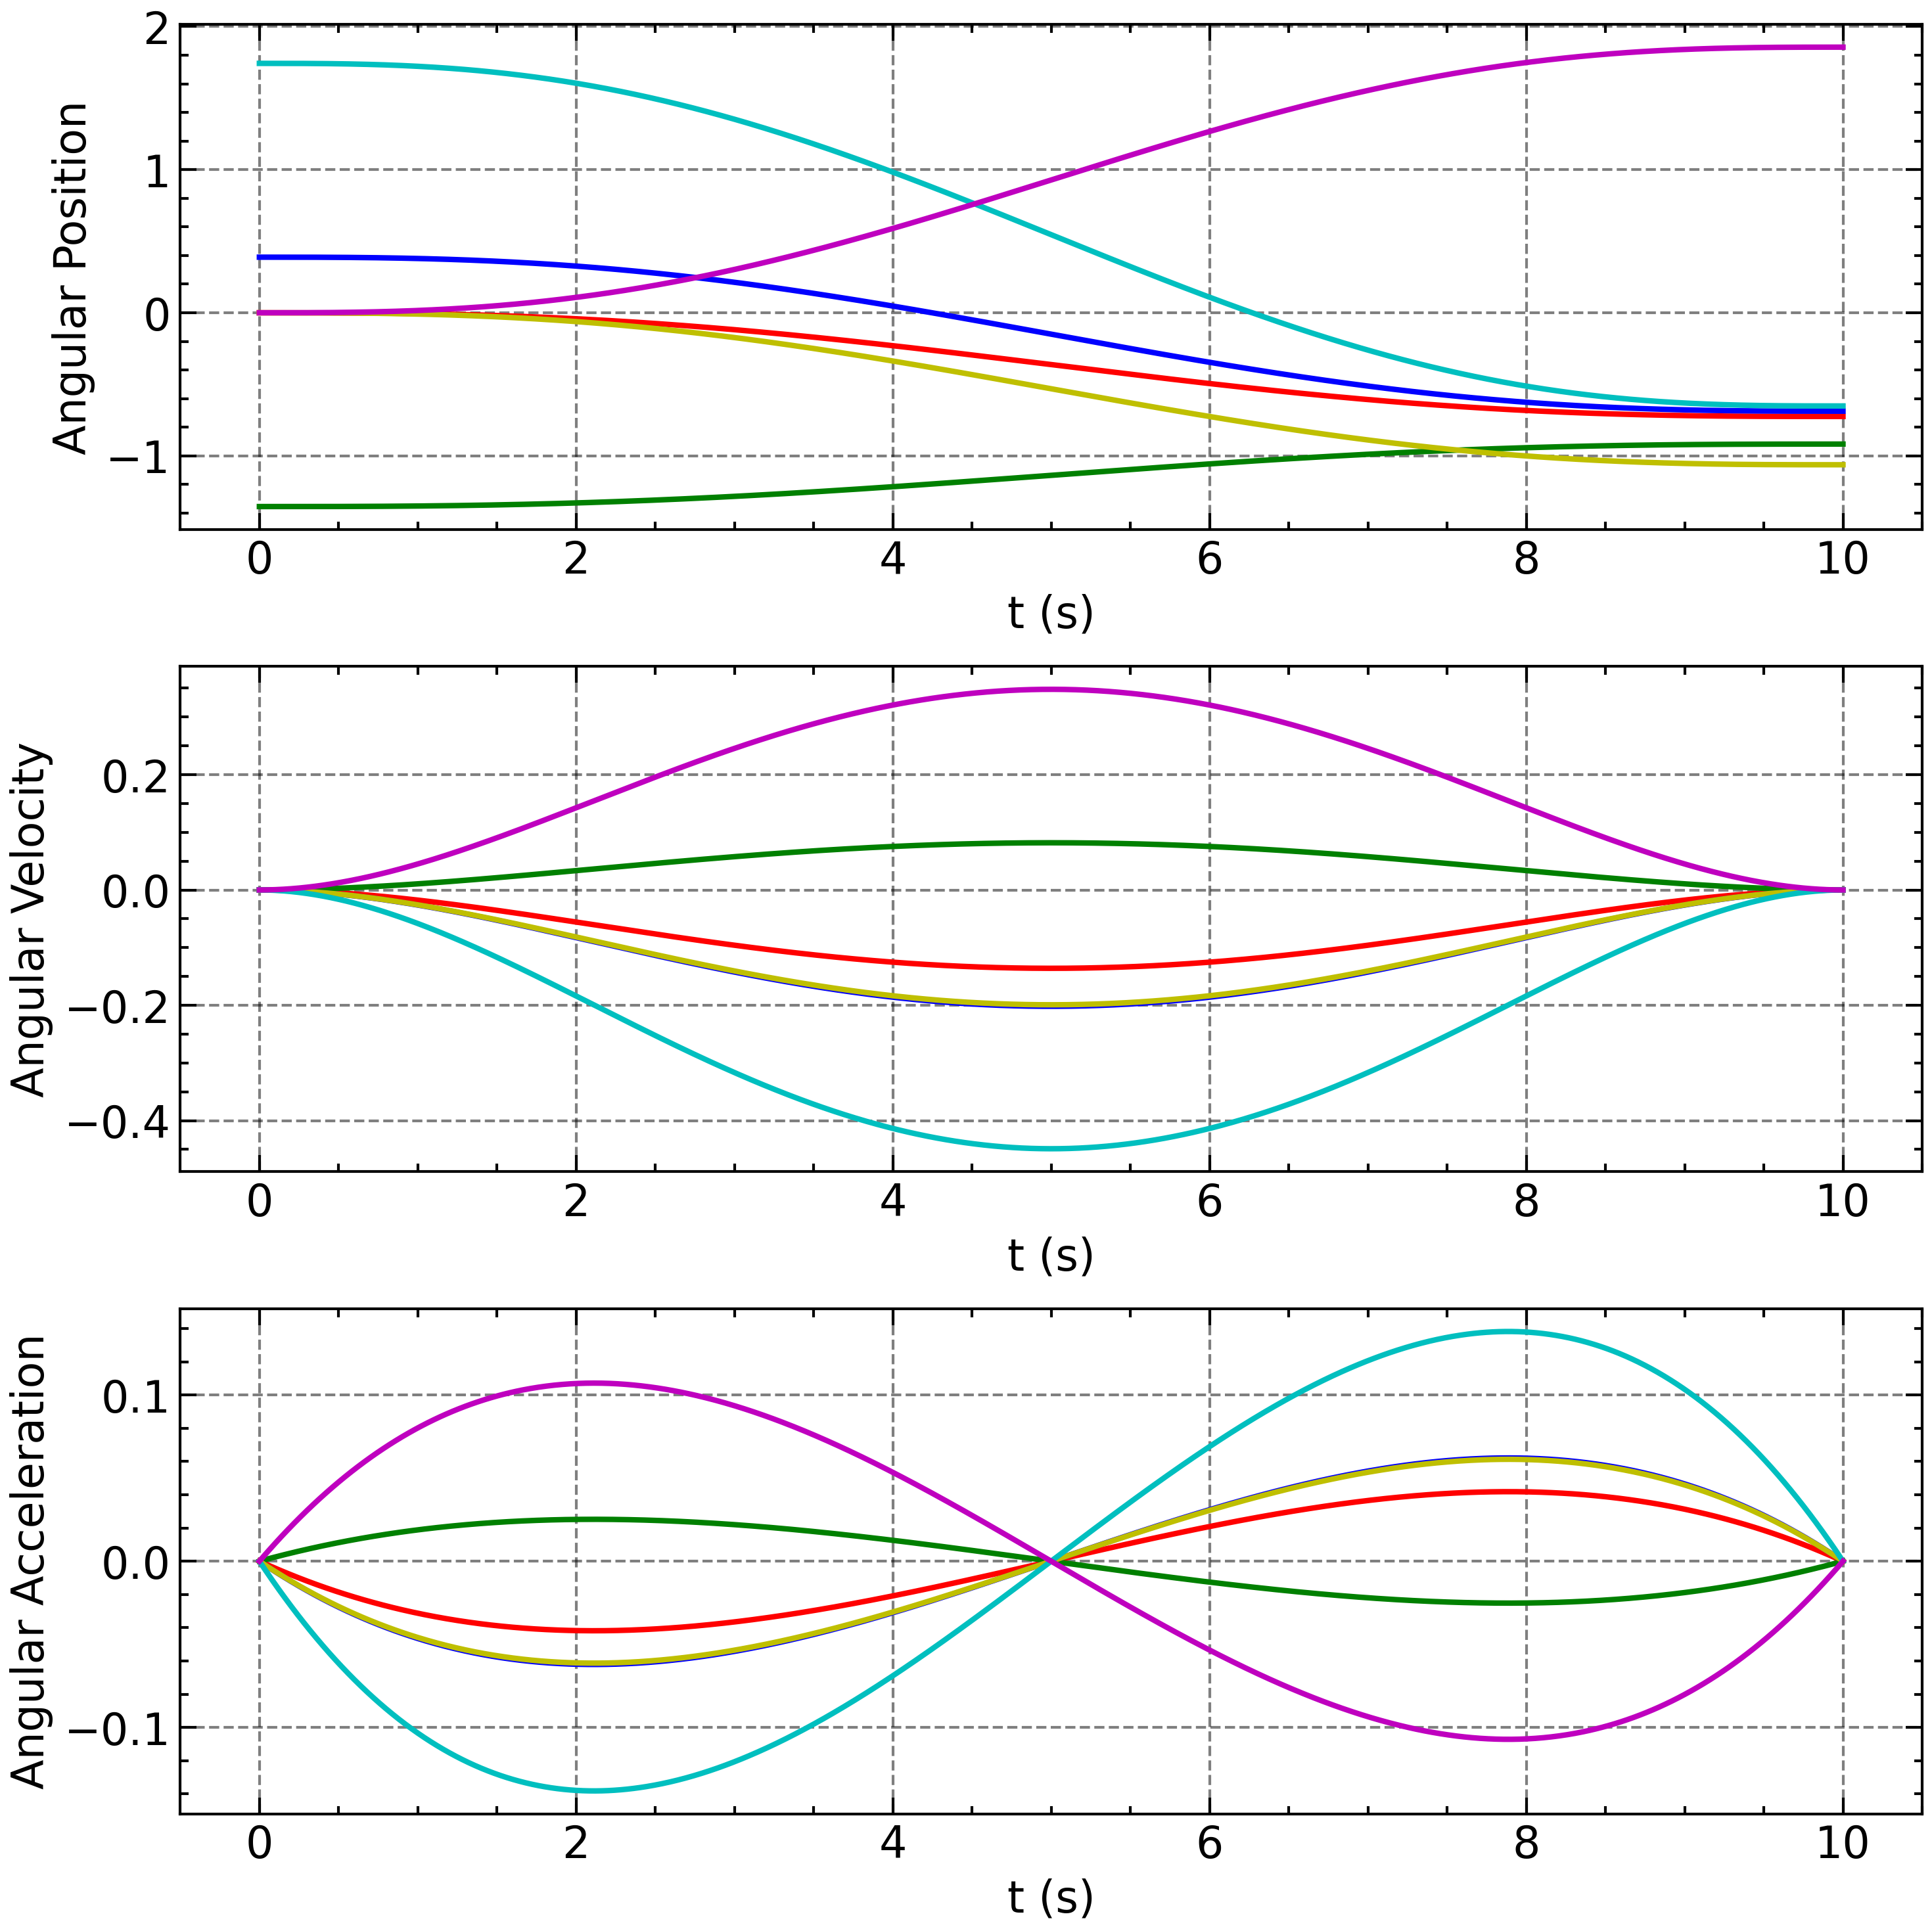 Angular Position
2
1
0
−1
0 2 4 6 8 10
t (s)
Angular Velocity
0.2
0.0
−0.2
−0.4
0 2 4 6 8 10
t (s)
Angular Acceleration
0.1
0.0
−0.1
0 2 4 6 8 10
t (s)